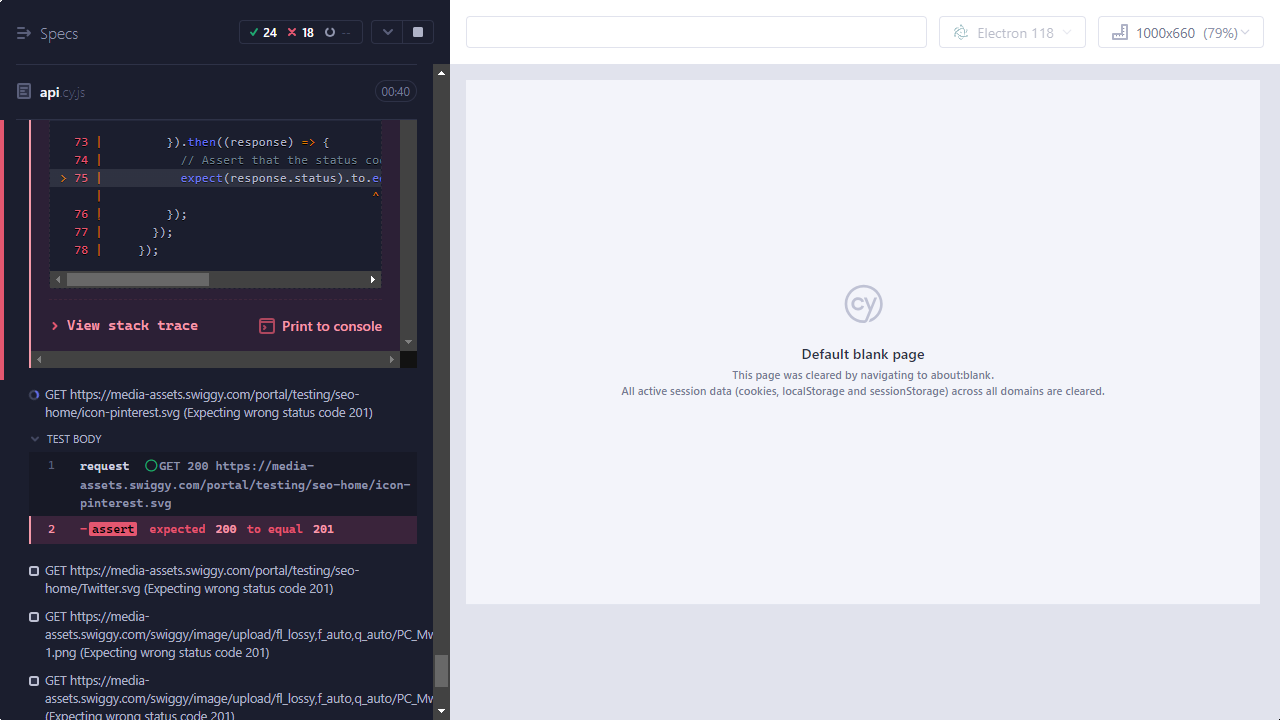 Specs
24 18 --
Electron 118
1000x660 (79%)
api.cy.js
00:40
73 | }).then((response) => {
74 | // Assert that the status co
> 75 | expect(response.status).to.e
| ^
76 | });
77 | });
78 | });
View stack trace
Print to console
GET https://media-assets.swiggy.com/portal/testing/seo-
home/icon-pinterest.svg (Expecting wrong status code 201)
TEST BODY
1 request GET 200 https://media-
assets.swiggy.com/portal/testing/seo-home/icon-
pinterest.svg
2 -assert expected 200 to equal 201
GET https://media-assets.swiggy.com/portal/testing/seo-
home/Twitter.svg (Expecting wrong status code 201)
GET https://media-
assets.swiggy.com/swiggy/image/upload/fl_lossy,f_auto,q_auto/PC_Mw
1.png (Expecting wrong status code 201)
GET https://media-
assets.swiggy.com/swiggy/image/upload/fl_lossy,f_auto,q_auto/PC_Mw
(Expecting wrong status code 201)
cy
Default blank page
This page was cleared by navigating to about:blank.
All active session data (cookies, localStorage and sessionStorage) across all domains are cleared.